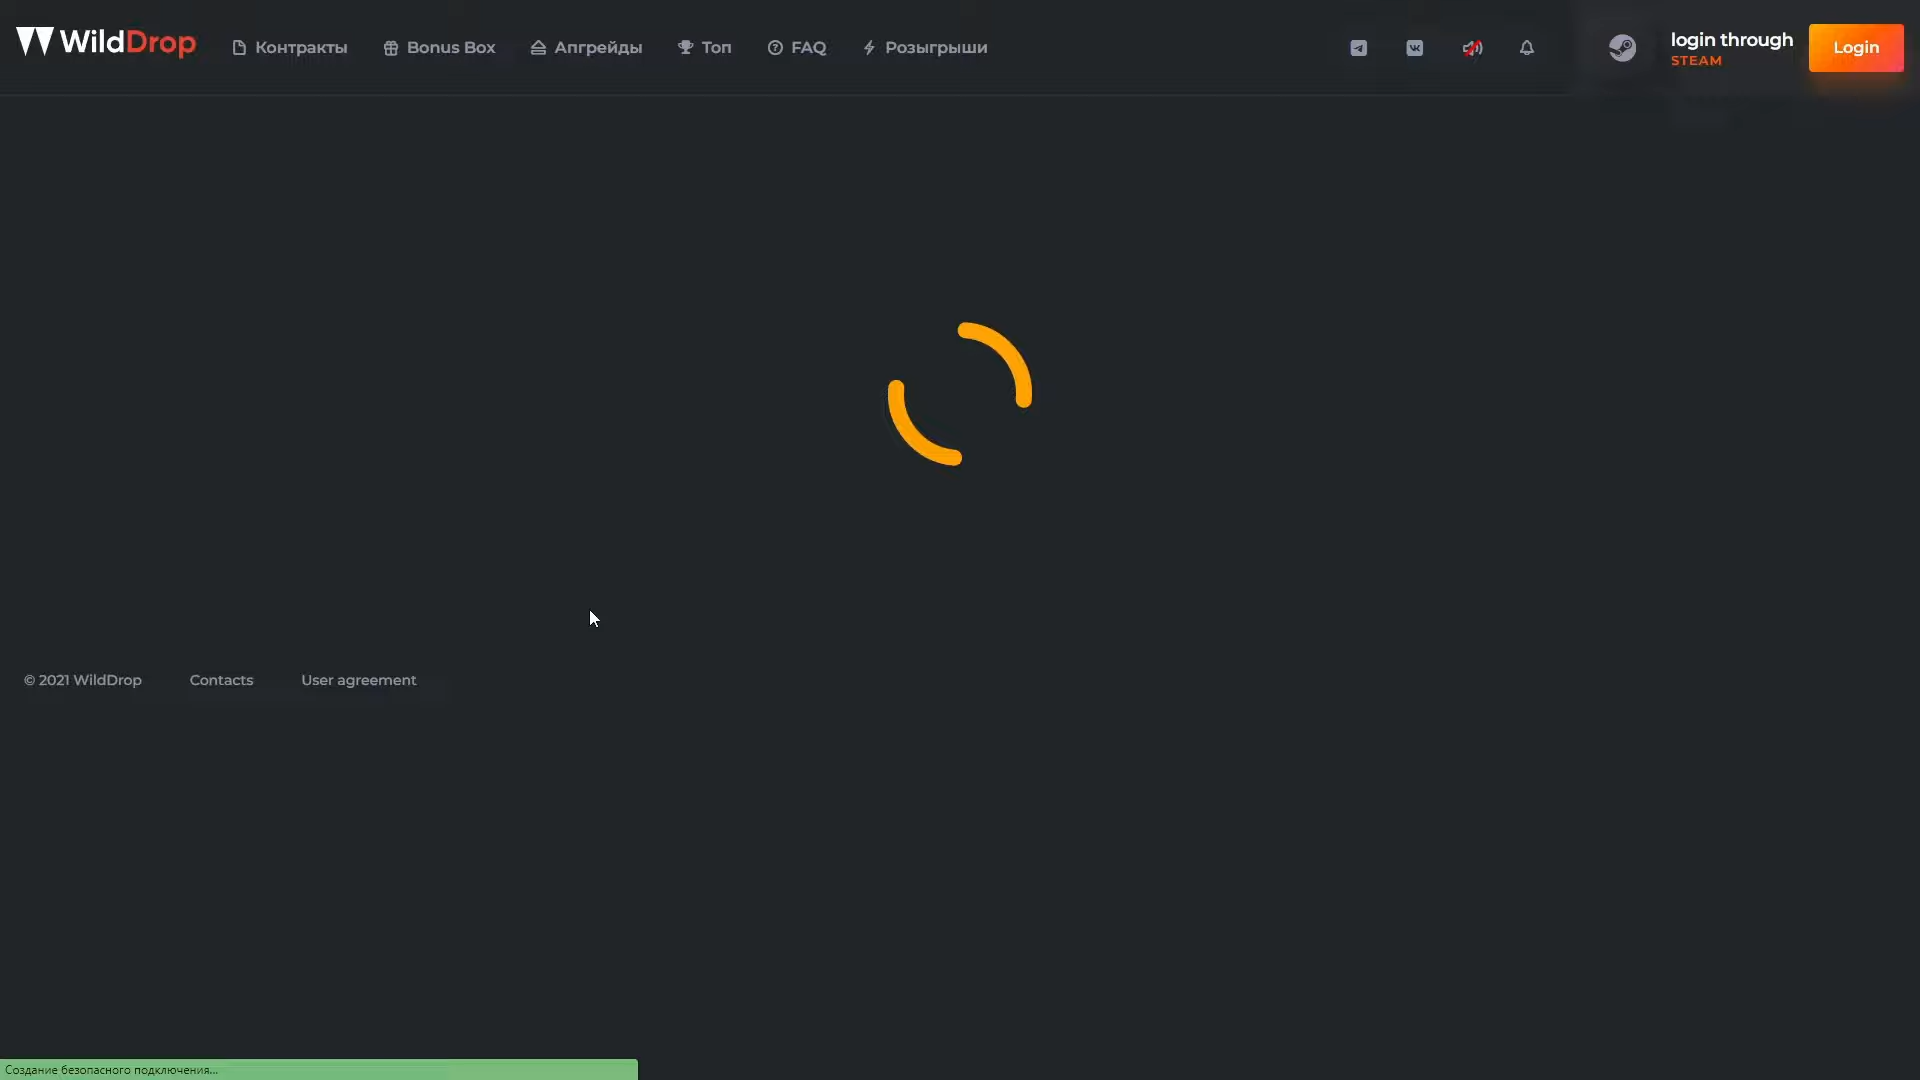 WildDrop
Контракты
Bonus Box
Апгрейды
Топ
FAQ
Розыгрыши
login through
STEAM
Login
© 2021 WildDrop
Contacts
User agreement
Создание безопасного подключения...